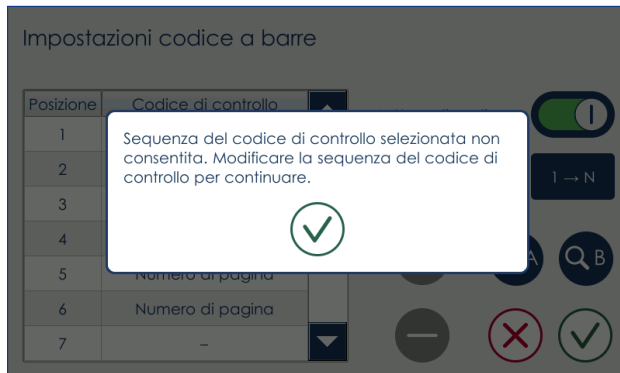 Impostazioni codice a barre
Posizione Codice di controllo
1
Sequenza del codice di controllo selezionata non
consentita. Modificare la sequenza del codice di
controllo per continuare.
2
1 → N
3
4
A
B
5 Numero di pagina
6 Numero di pagina
7 –